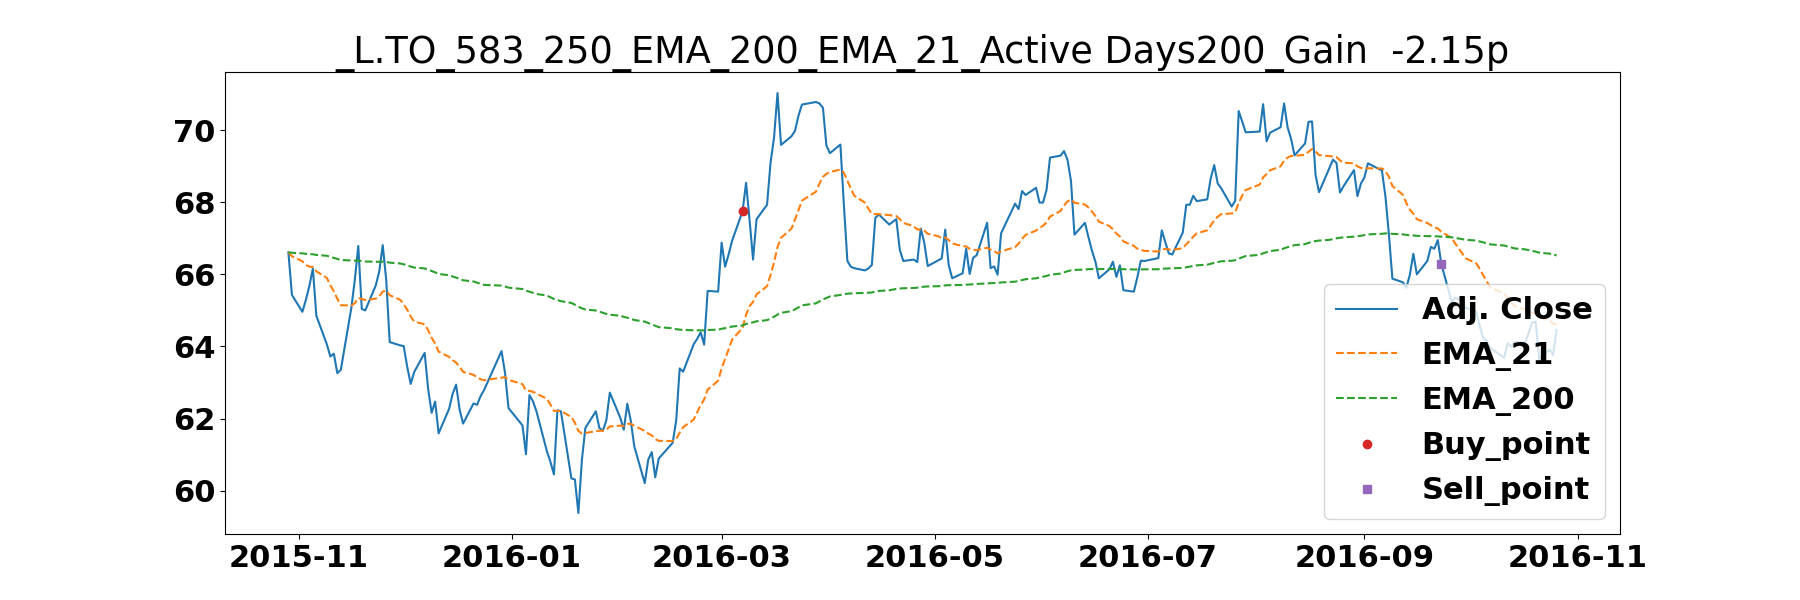 _L.TO_583_250_EMA_200_EMA_21_Active Days200_Gain  -2.15p
70
68
66
64
62
60
Adj. Close
EMA_21
EMA_200
Buy_point
Sell_point
2015-11 2016-01 2016-03 2016-05 2016-07 2016-09 2016-11